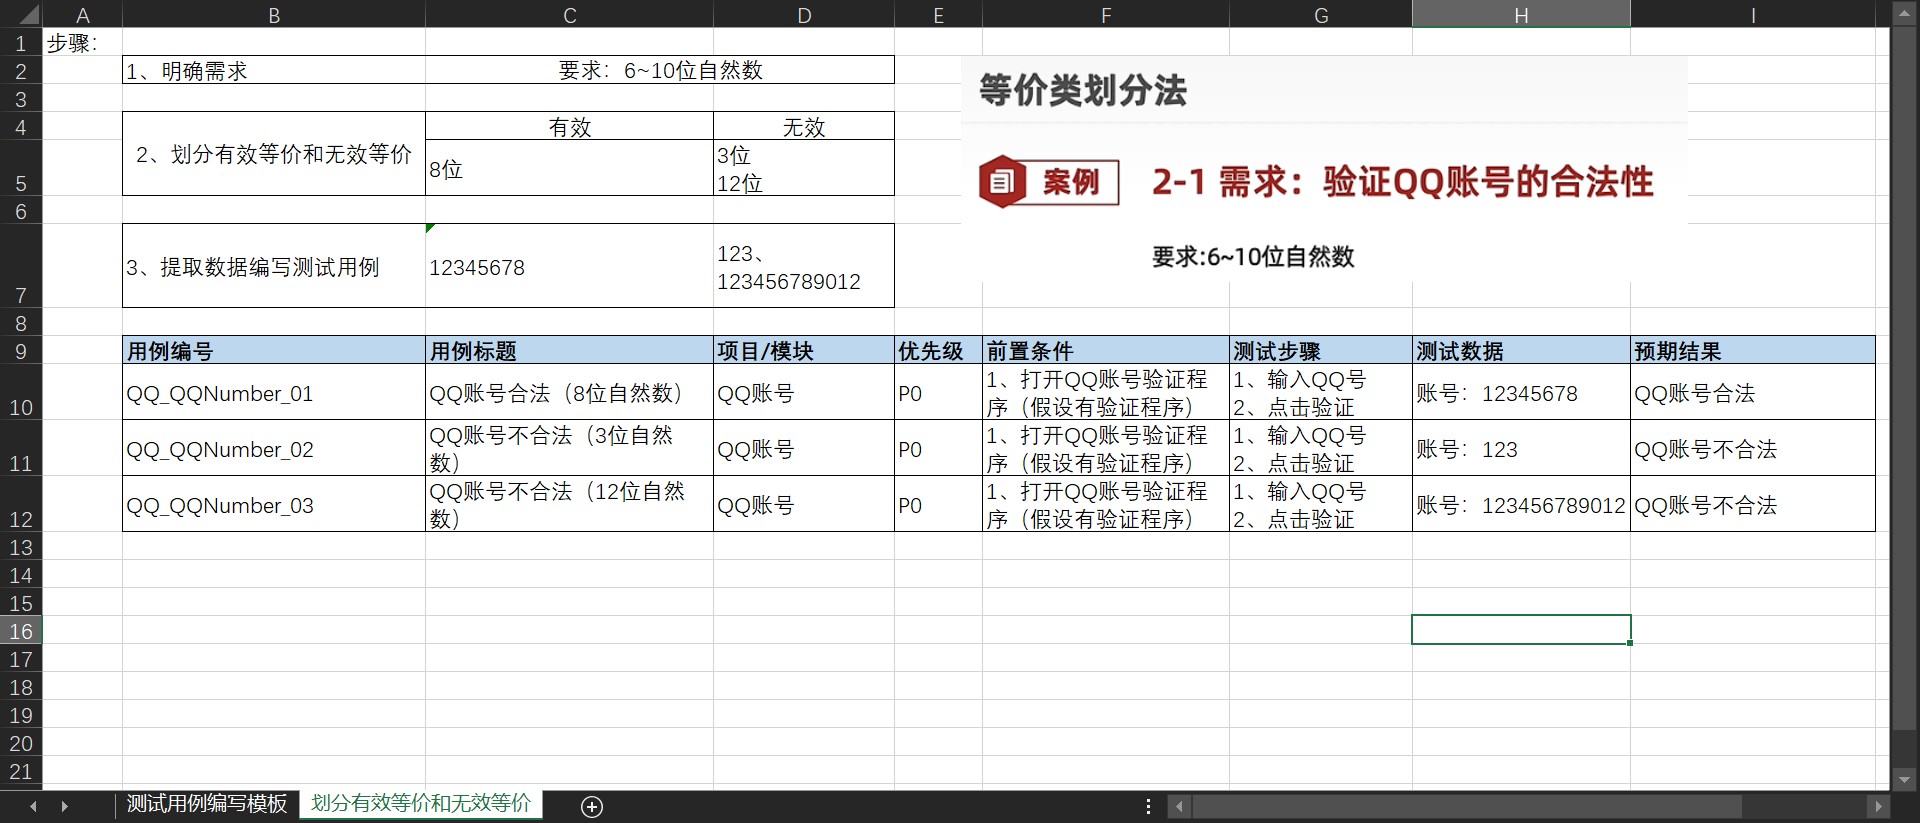 A B C D E F G H I
1 步骤：
2 1、明确需求 要求：6~10位自然数
等价类划分法
3
4 有效 无效
2、划分有效等价和无效等价
5 8位 3位
12位
案例 2-1 需求：验证QQ账号的合法性
6
要求:6~10位自然数
7 3、提取数据编写测试用例 12345678 123、
123456789012
8
9 用例编号 用例标题 项目/模块 优先级 前置条件 测试步骤 测试数据 预期结果
10 QQ_QQNumber_01 QQ账号合法（8位自然数） QQ账号 P0 1、打开QQ账号验证程
序（假设有验证程序） 1、输入QQ号
2、点击验证 账号：12345678 QQ账号合法
11 QQ_QQNumber_02 QQ账号不合法（3位自然
数） QQ账号 P0 1、打开QQ账号验证程
序（假设有验证程序） 1、输入QQ号
2、点击验证 账号：123 QQ账号不合法
12 QQ_QQNumber_03 QQ账号不合法（12位自然
数） QQ账号 P0 1、打开QQ账号验证程
序（假设有验证程序） 1、输入QQ号
2、点击验证 账号：123456789012 QQ账号不合法
13
14
15
16
17
18
19
20
21
测试用例编写模板 划分有效等价和无效等价